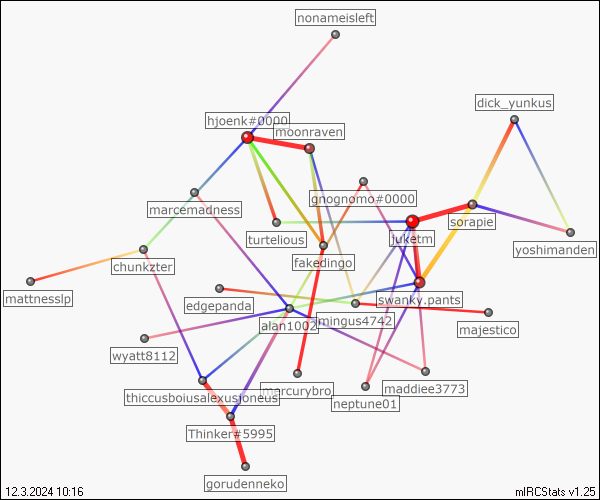 nonameisleft
dick_yunkus
hjoenk#0000
moonraven
gnognomo#0000
marcemadness
sorapie
turtelious
juketm
yoshimanden
fakedingo
chunkzter
mattnesslp
swanky.pants
edgepanda
mingus4742
alan1002
majestico
wyatt8112
marcurybro
maddiee3773
thiccusboiusalexusjoneus
neptune01
Thinker#5995
gorudenneko
12.3.2024 10:16
mIRCStats v1.25